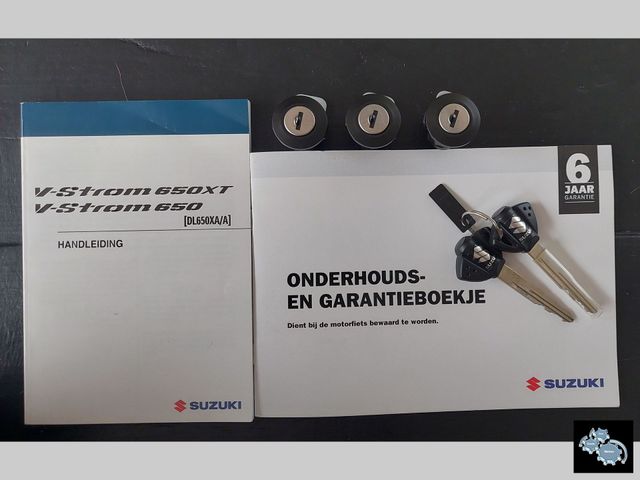 V-Strom 650XT
V-Strom 650
[DL650XA/A]
HANDLEIDING
SUZUKI
6
JAAR
GARANTIE
ONDERHOUDS-
EN GARANTIEBOEKJE
Dient bij de motorfiets bewaard te worden.
SUZUKI